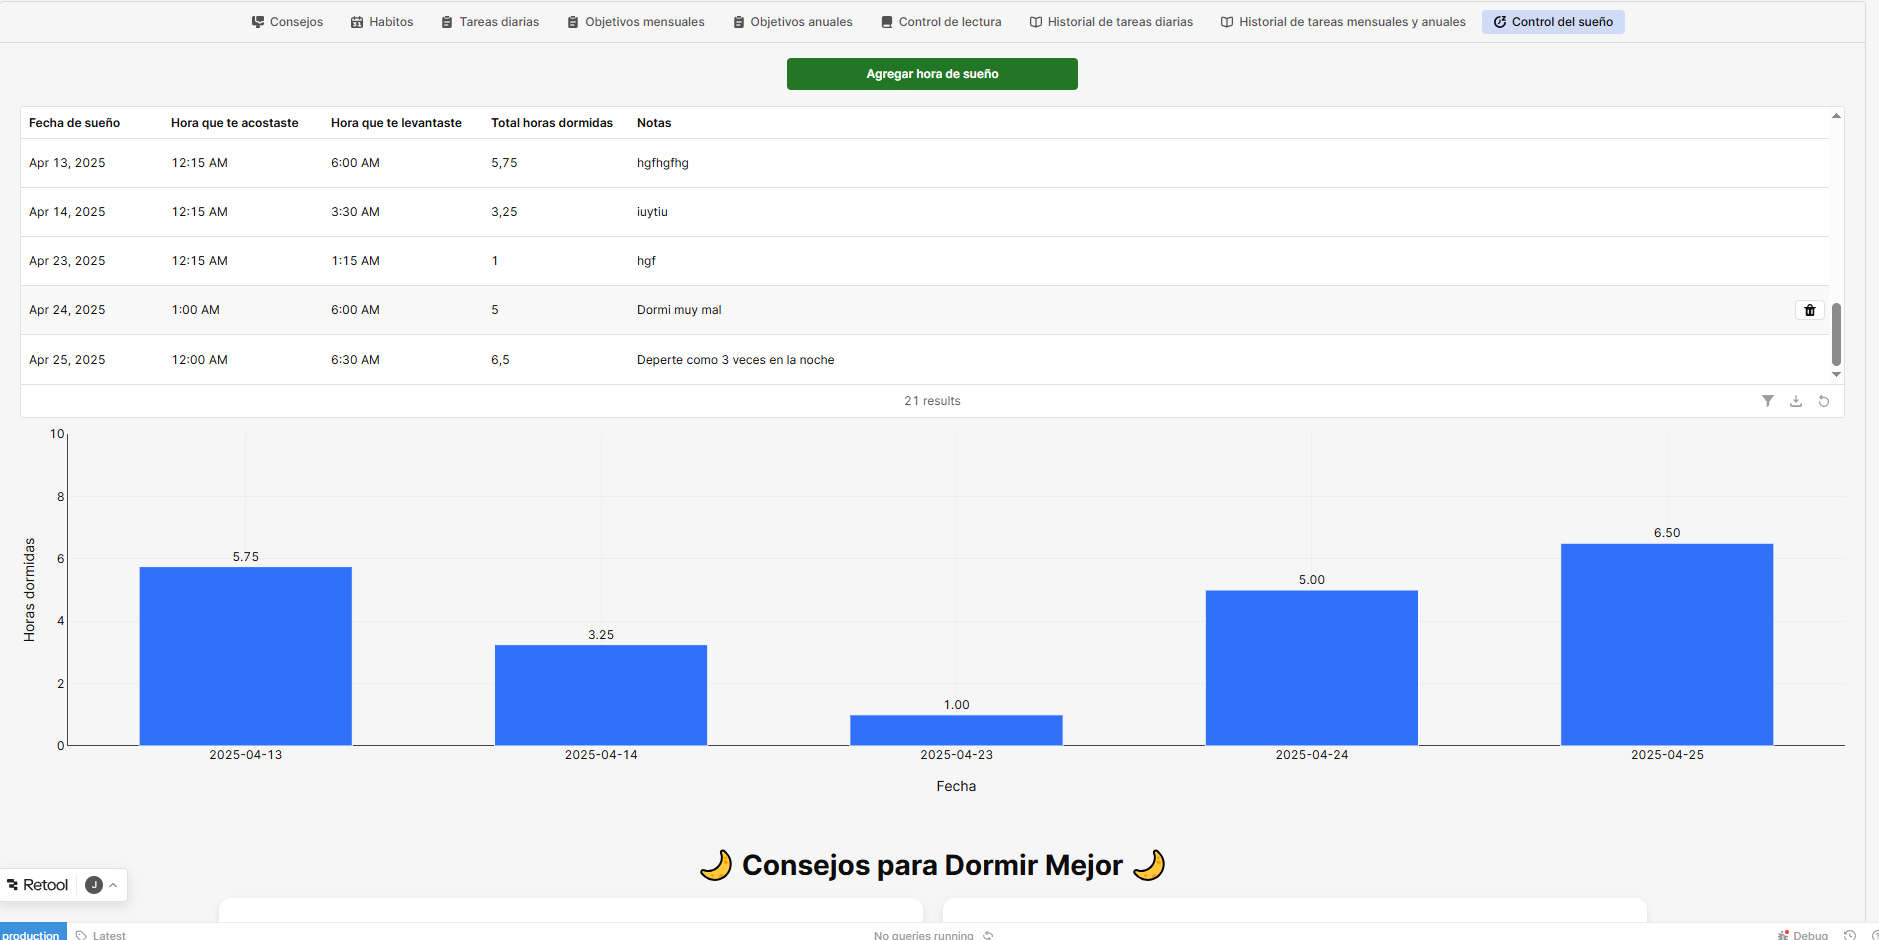 Consejos Habitos Tareas diarias Objetivos mensuales Objetivos anuales Control de lectura Historial de tareas diarias Historial de tareas mensuales y anuales Control del sueño
Agregar hora de sueño
Fecha de sueño Hora que te acostaste Hora que te levantaste Total horas dormidas Notas
Apr 13, 2025 12:15 AM 6:00 AM 5,75 hgfhgfhg
Apr 14, 2025 12:15 AM 3:30 AM 3,25 iuytiu
Apr 23, 2025 12:15 AM 1:15 AM 1 hgf
Apr 24, 2025 1:00 AM 6:00 AM 5 Dormi muy mal
Apr 25, 2025 12:00 AM 6:30 AM 6,5 Deperte como 3 veces en la noche
21 results
10
8
6
4
2
0
Horas dormidas
5.75
3.25
1.00
5.00
6.50
2025-04-13 2025-04-14 2025-04-23 2025-04-24 2025-04-25
Fecha
🌙 Consejos para Dormir Mejor 🌙
Retool J
production Latest No queries running Debug